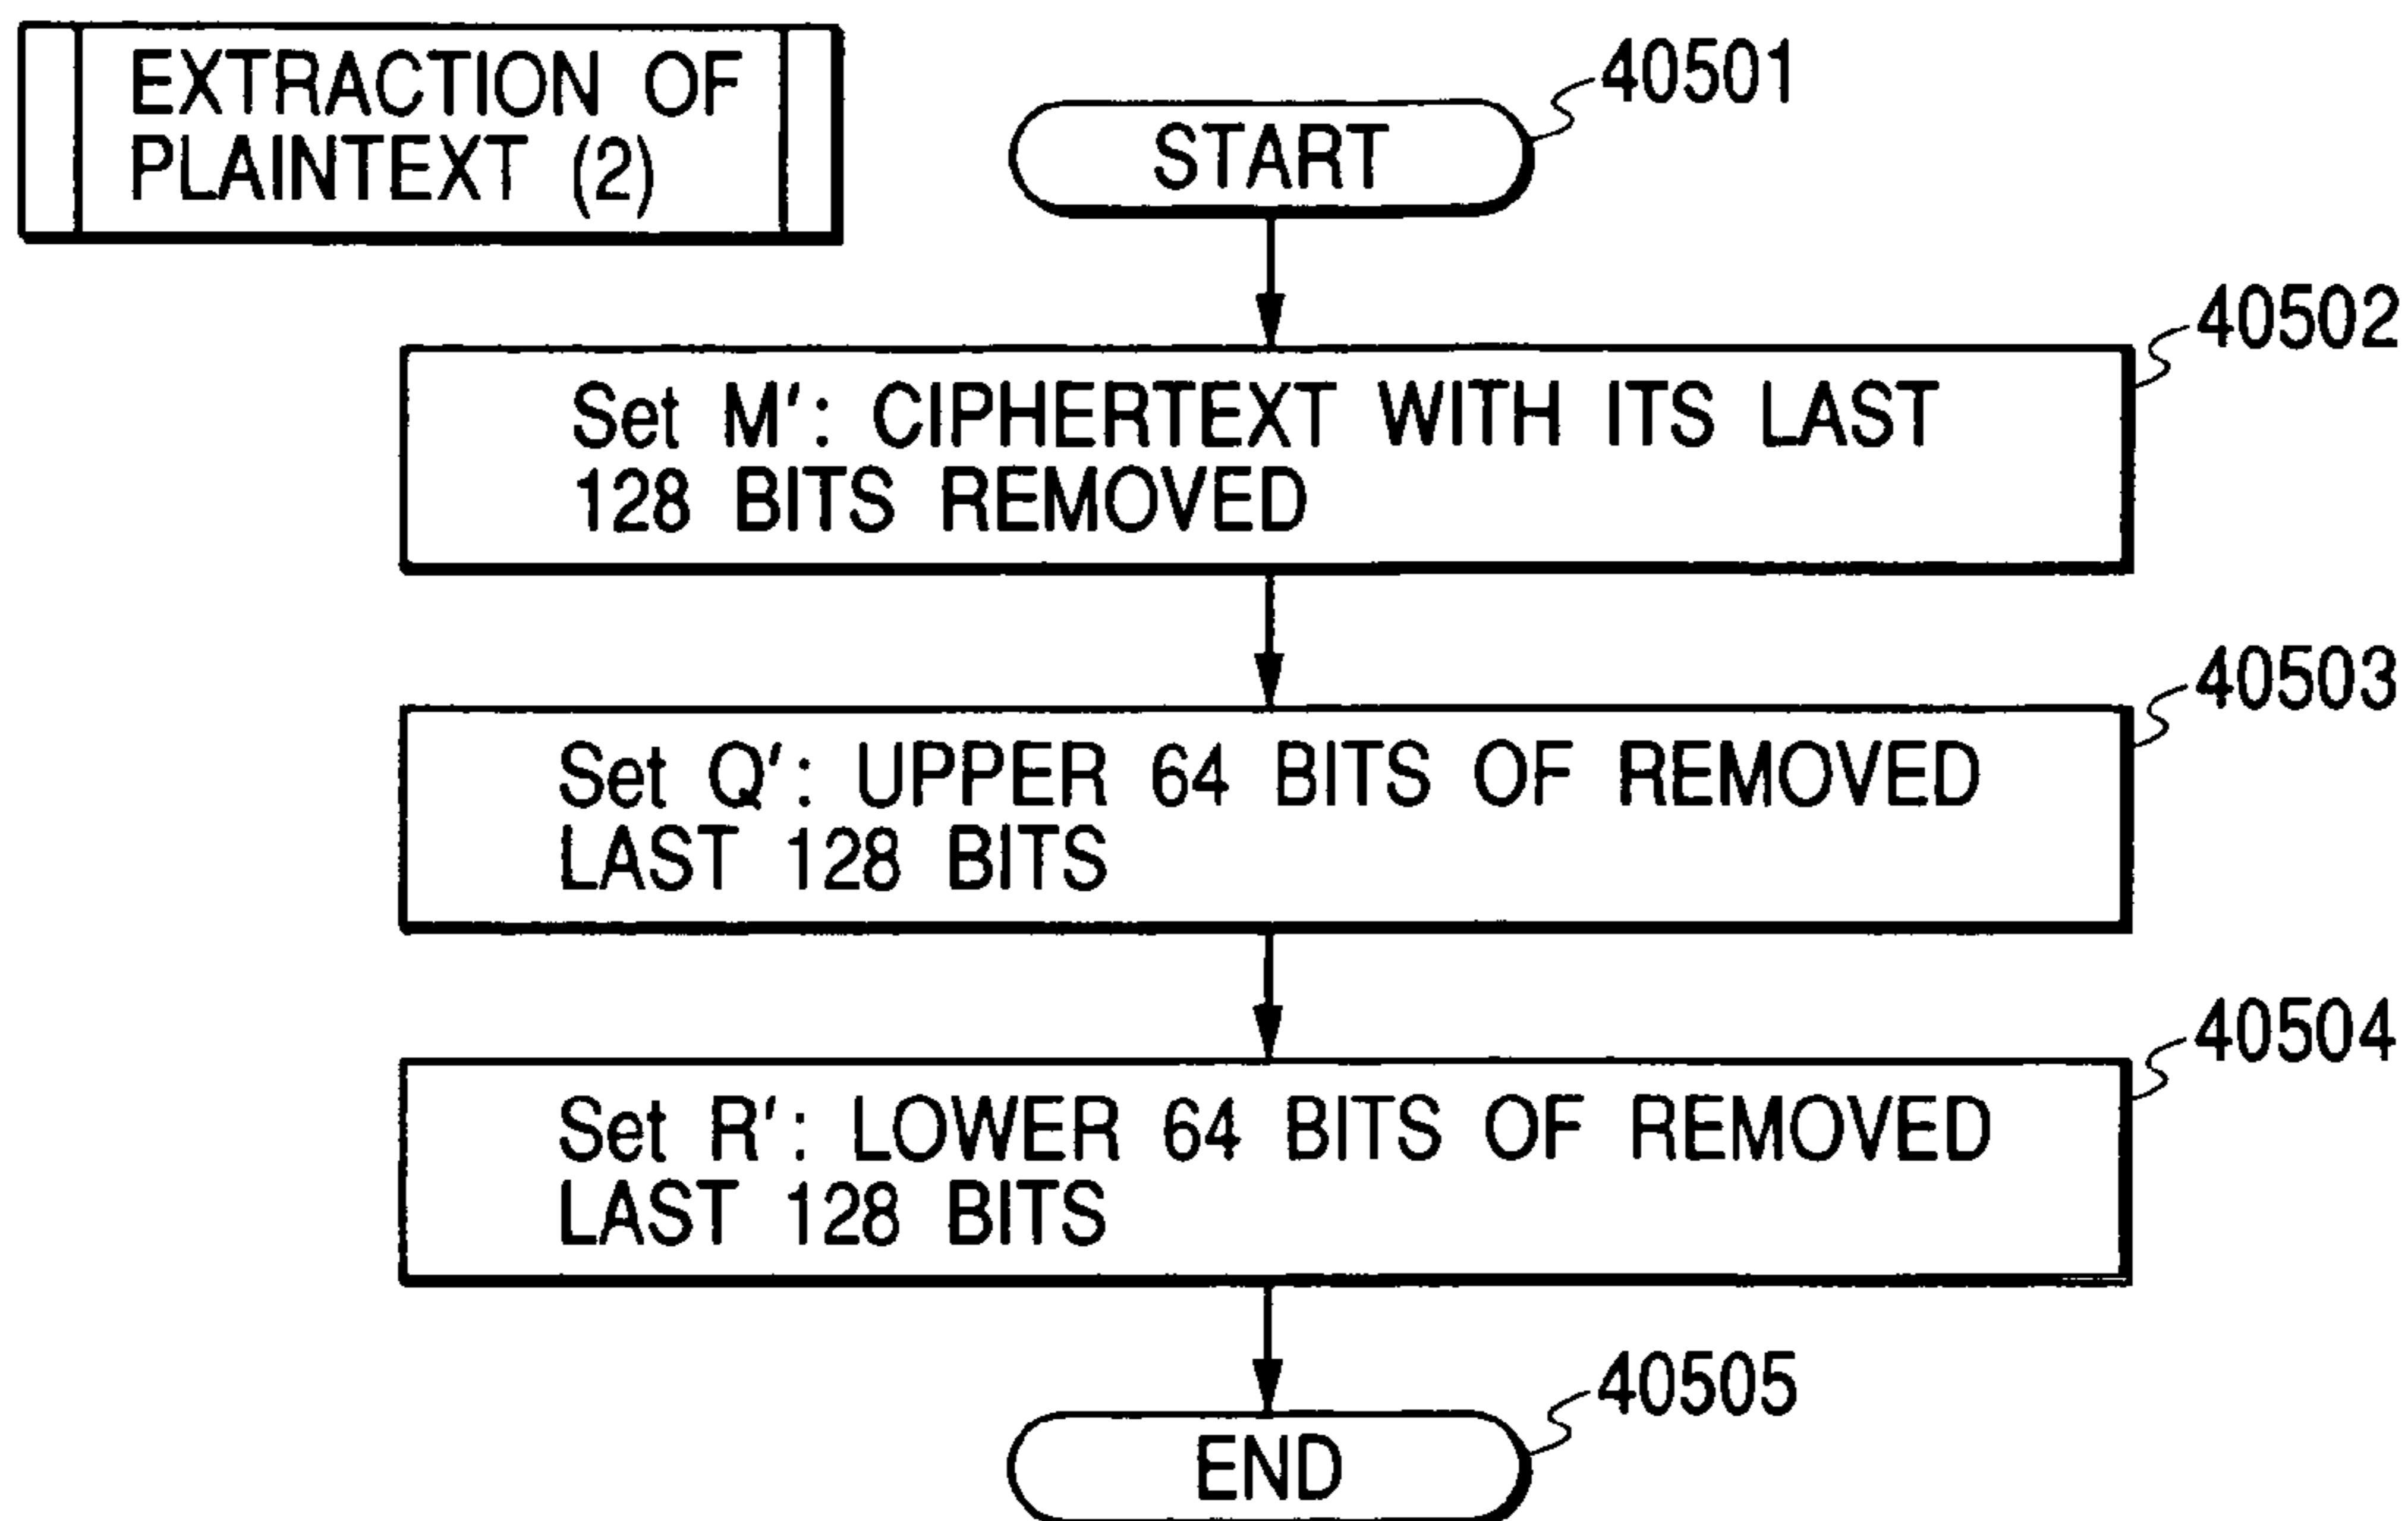 EXTRACTION OF
PLAINTEXT (2)
START
40501
Set M': CIPHERTEXT WITH ITS LAST
128 BITS REMOVED
40502
Set Q': UPPER 64 BITS OF REMOVED
LAST 128 BITS
40503
Set R': LOWER 64 BITS OF REMOVED
LAST 128 BITS
40504
END
40505